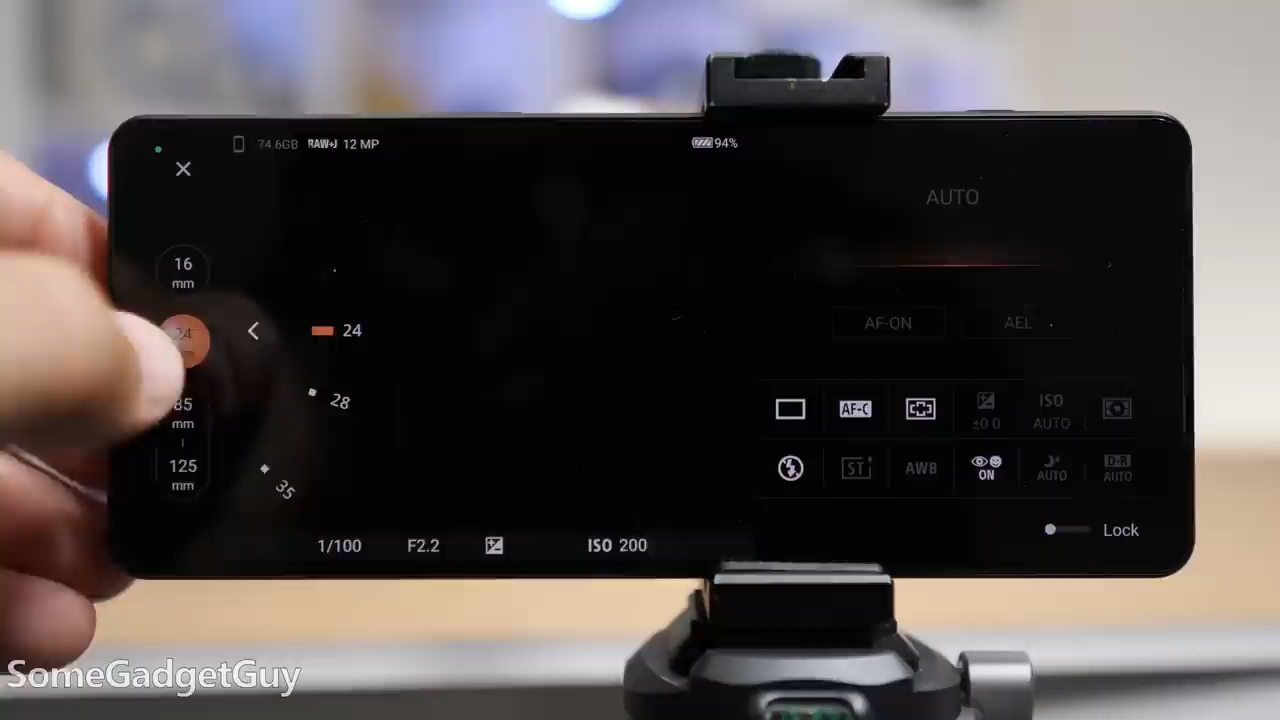 74.6GB RAW+J 12 MP
94%
AUTO
16
mm
24
24
28
35
85
mm
125
mm
AF-ON
AEL
AF-C
±0.0
ISO
AUTO
ST
AWB
ON
AUTO
D-R
AUTO
Lock
1/100
F2.2
ISO 200
SomeGadgetGuy